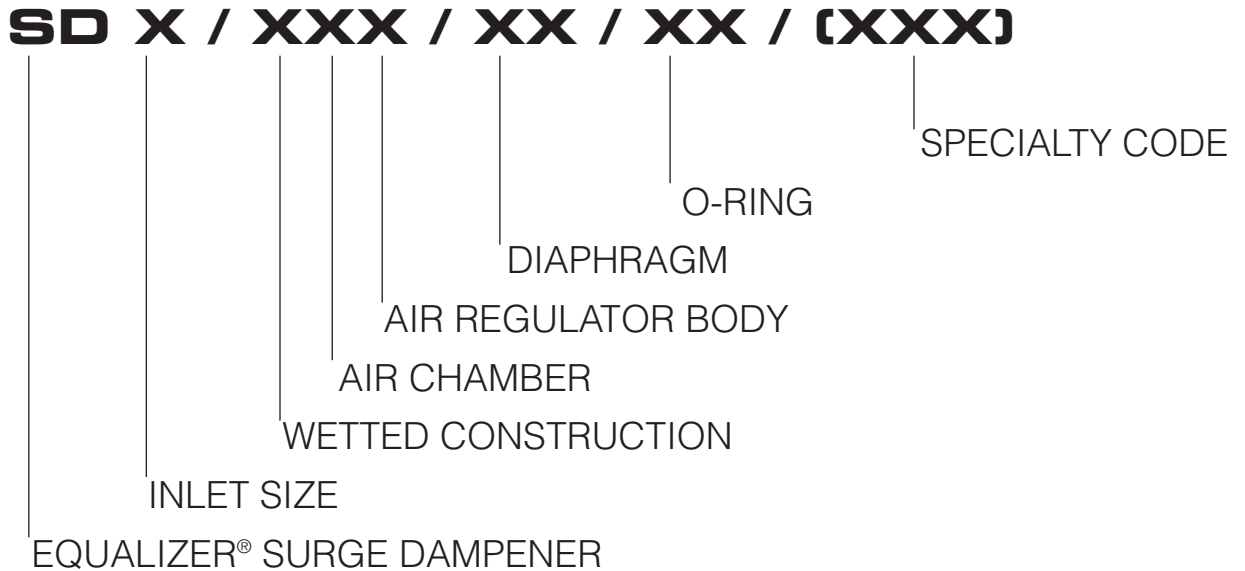 SD X / XXX / XX / XX / (XXX)
SPECIALTY CODE
O-RING
DIAPHRAGM
AIR REGULATOR BODY
AIR CHAMBER
WETTED CONSTRUCTION
INLET SIZE
EQUALIZER® SURGE DAMPENER